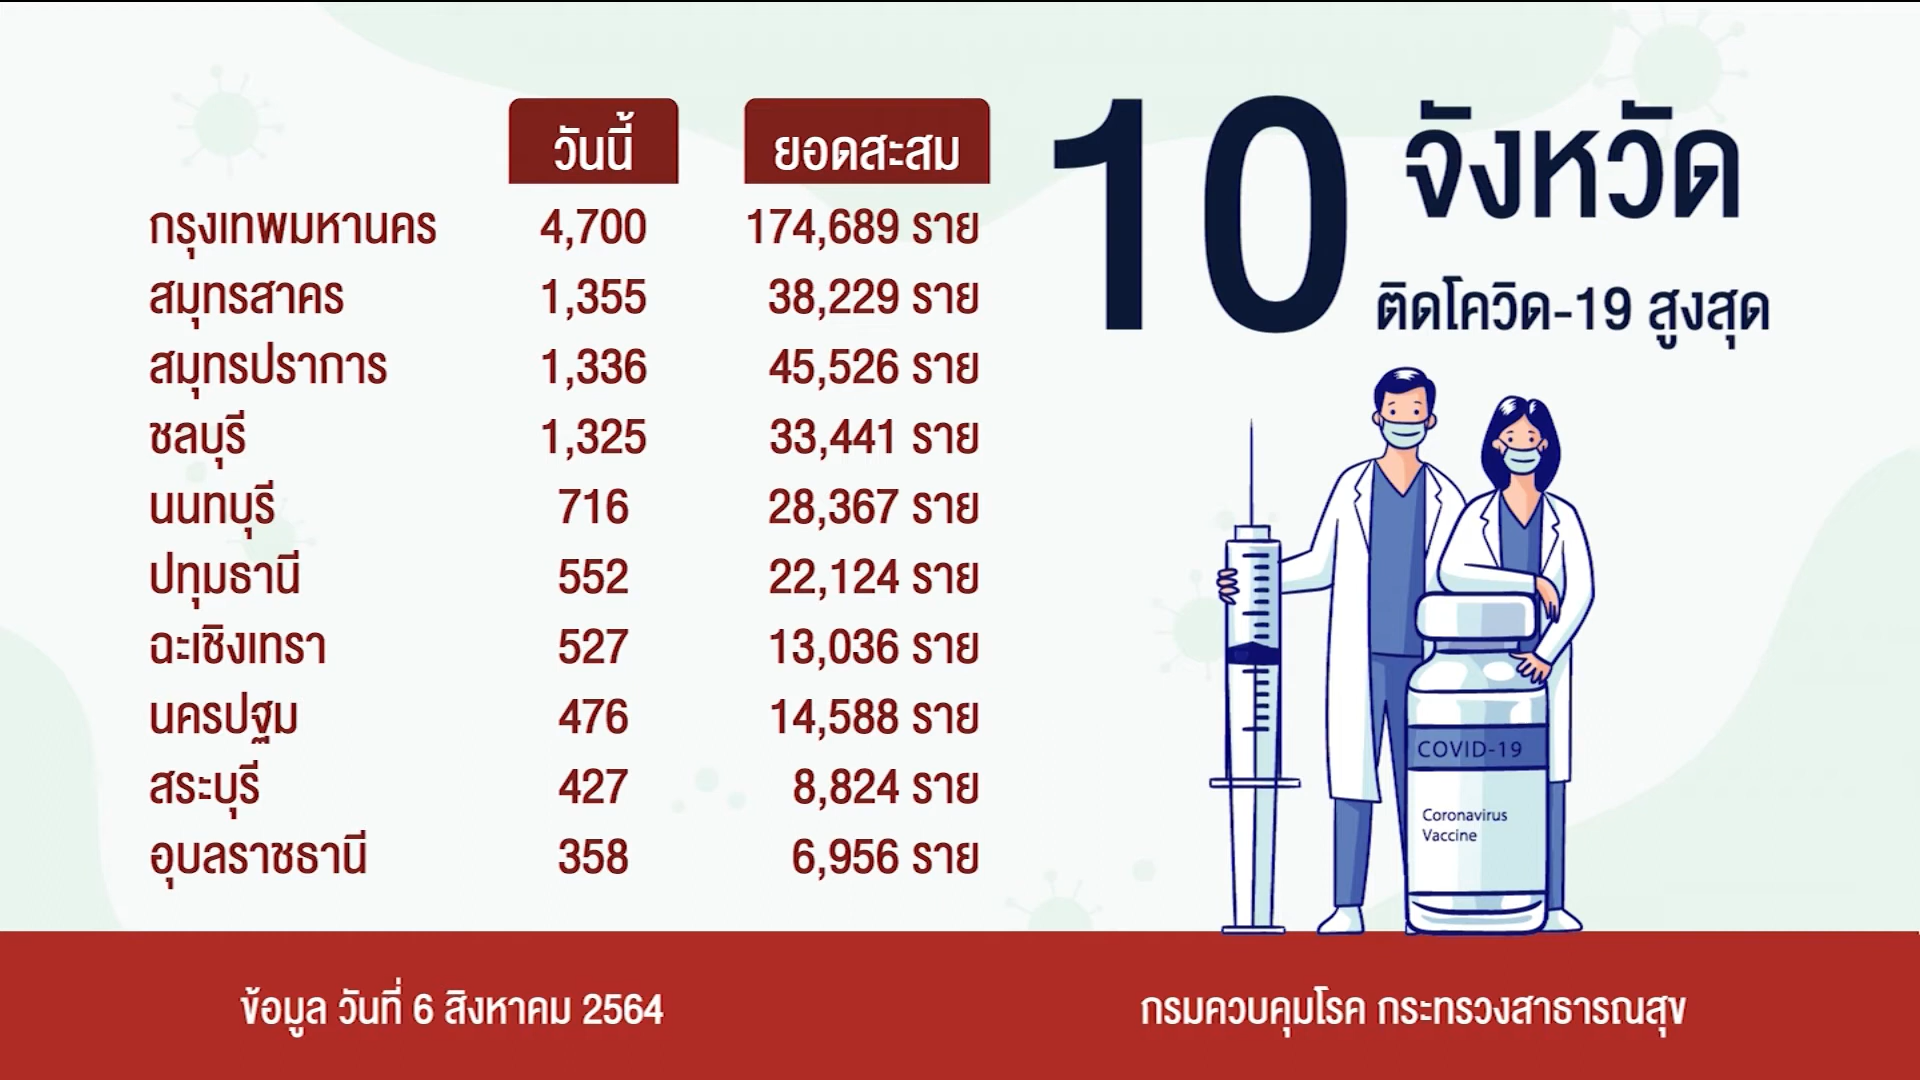 10 จังหวัด
ติดโควิด-19 สูงสุด
วันนี้ ยอดสะสม
กรุงเทพมหานคร 4,700 174,689 ราย
สมุทรสาคร 1,355 38,229 ราย
สมุทรปราการ 1,336 45,526 ราย
ชลบุรี 1,325 33,441 ราย
นนทบุรี 716 28,367 ราย
ปทุมธานี 552 22,124 ราย
ฉะเชิงเทรา 527 13,036 ราย
นครปฐม 476 14,588 ราย
สระบุรี 427 8,824 ราย
อุบลราชธานี 358 6,956 ราย
COVID-19
Coronavirus
Vaccine
ข้อมูล วันที่ 6 สิงหาคม 2564
กรมควบคุมโรค กระทรวงสาธารณสุข